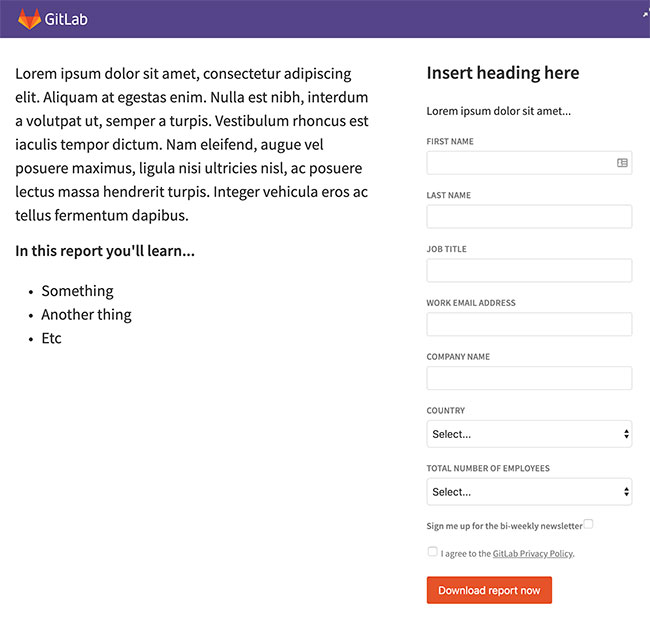 GitLab
Lorem ipsum dolor sit amet, consectetur adipiscing
elit. Aliquam at egestas enim. Nulla est nibh, interdum
a volutpat ut, semper a turpis. Vestibulum rhoncus est
iaculis tempor dictum. Nam eleifend, augue vel
posuere maximus, ligula nisi ultricies nisl, ac posuere
lectus massa hendrerit turpis. Integer vehicula eros ac
tellus fermentum dapibus.
In this report you'll learn...
• Something
• Another thing
• Etc
Insert heading here
Lorem ipsum dolor sit amet...
FIRST NAME
LAST NAME
JOB TITLE
WORK EMAIL ADDRESS
COMPANY NAME
COUNTRY
Select...
TOTAL NUMBER OF EMPLOYEES
Select...
Sign me up for the bi-weekly newsletter
I agree to the GitLab Privacy Policy.
Download report now